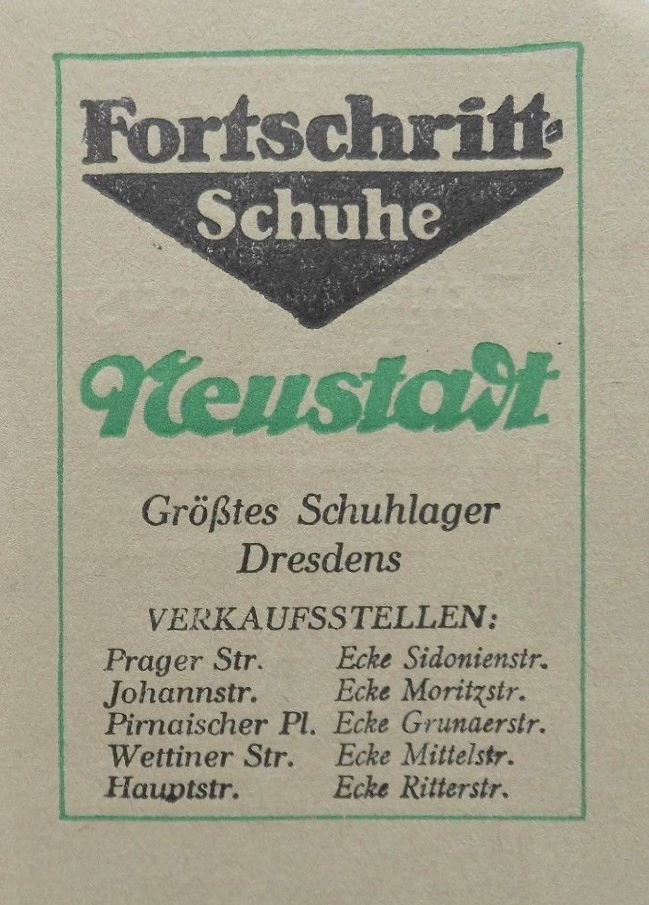 Fortschritt-
Schuhe
Neustadt
Größtes Schuhlager
Dresdens
VERKAUFSSTELLEN:
Prager Str. Ecke Sidonienstr.
Johannstr. Ecke Moritzstr.
Pirnaischer Pl. Ecke Grunaerstr.
Wettiner Str. Ecke Mittelstr.
Hauptstr. Ecke Ritterstr.